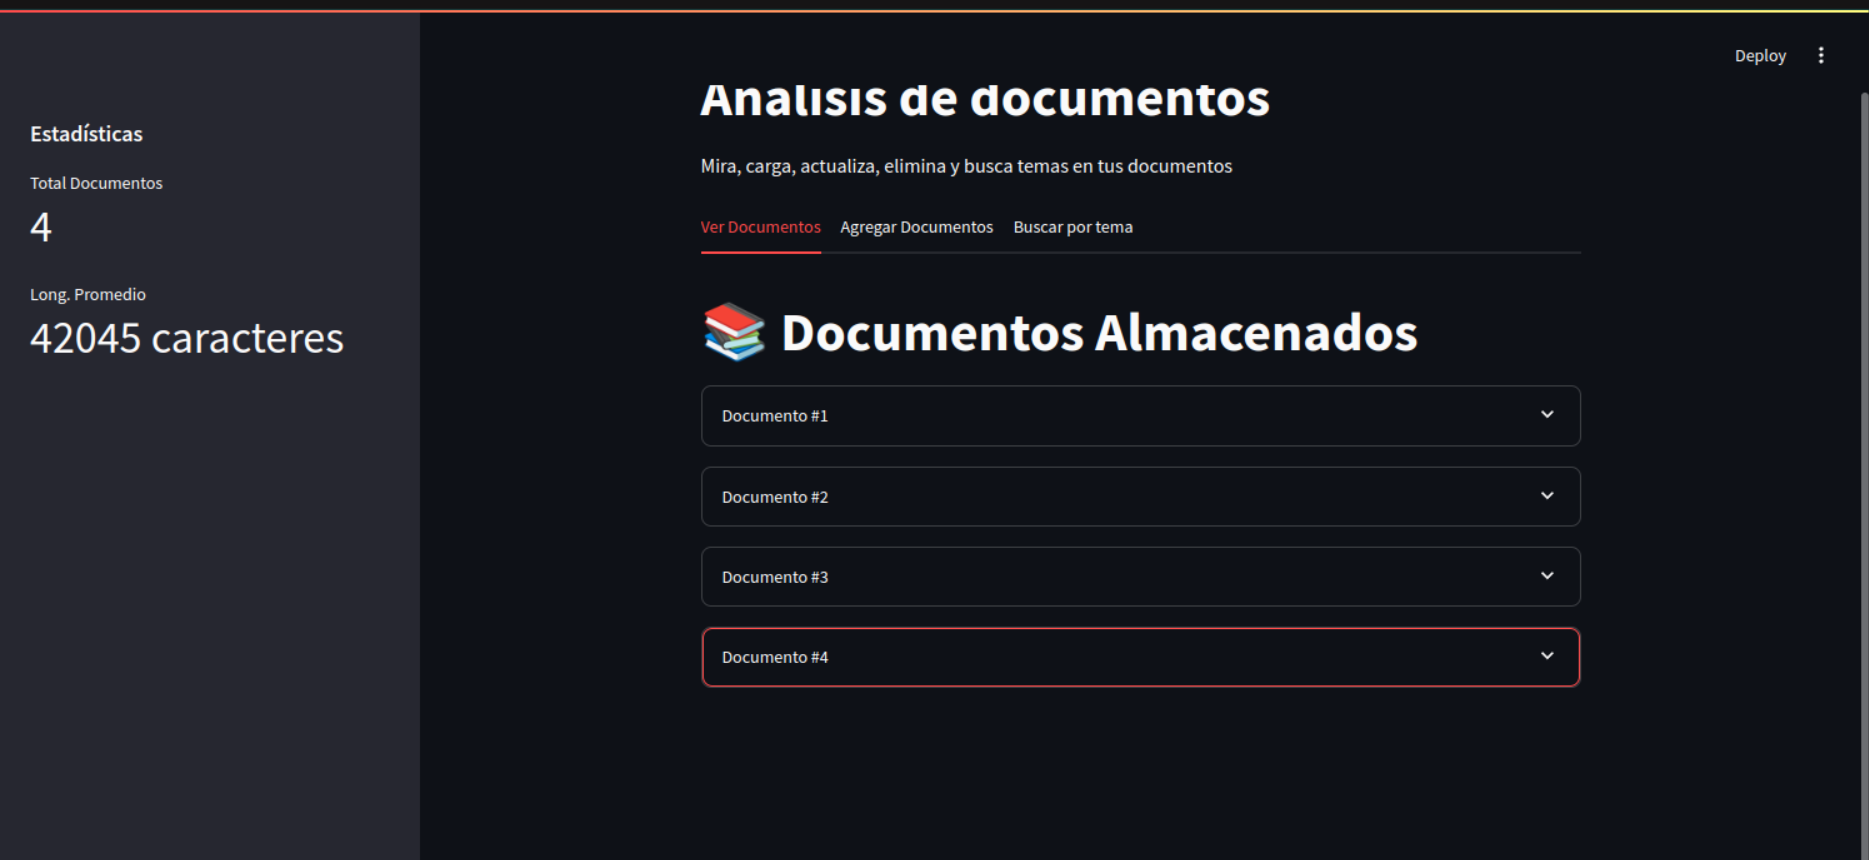 Deploy
Estadísticas
Total Documentos
4
Long. Promedio
42045 caracteres
Análisis de documentos
Mira, carga, actualiza, elimina y busca temas en tus documentos
Ver Documentos Agregar Documentos Buscar por tema
Documentos Almacenados
Documento #1
Documento #2
Documento #3
Documento #4